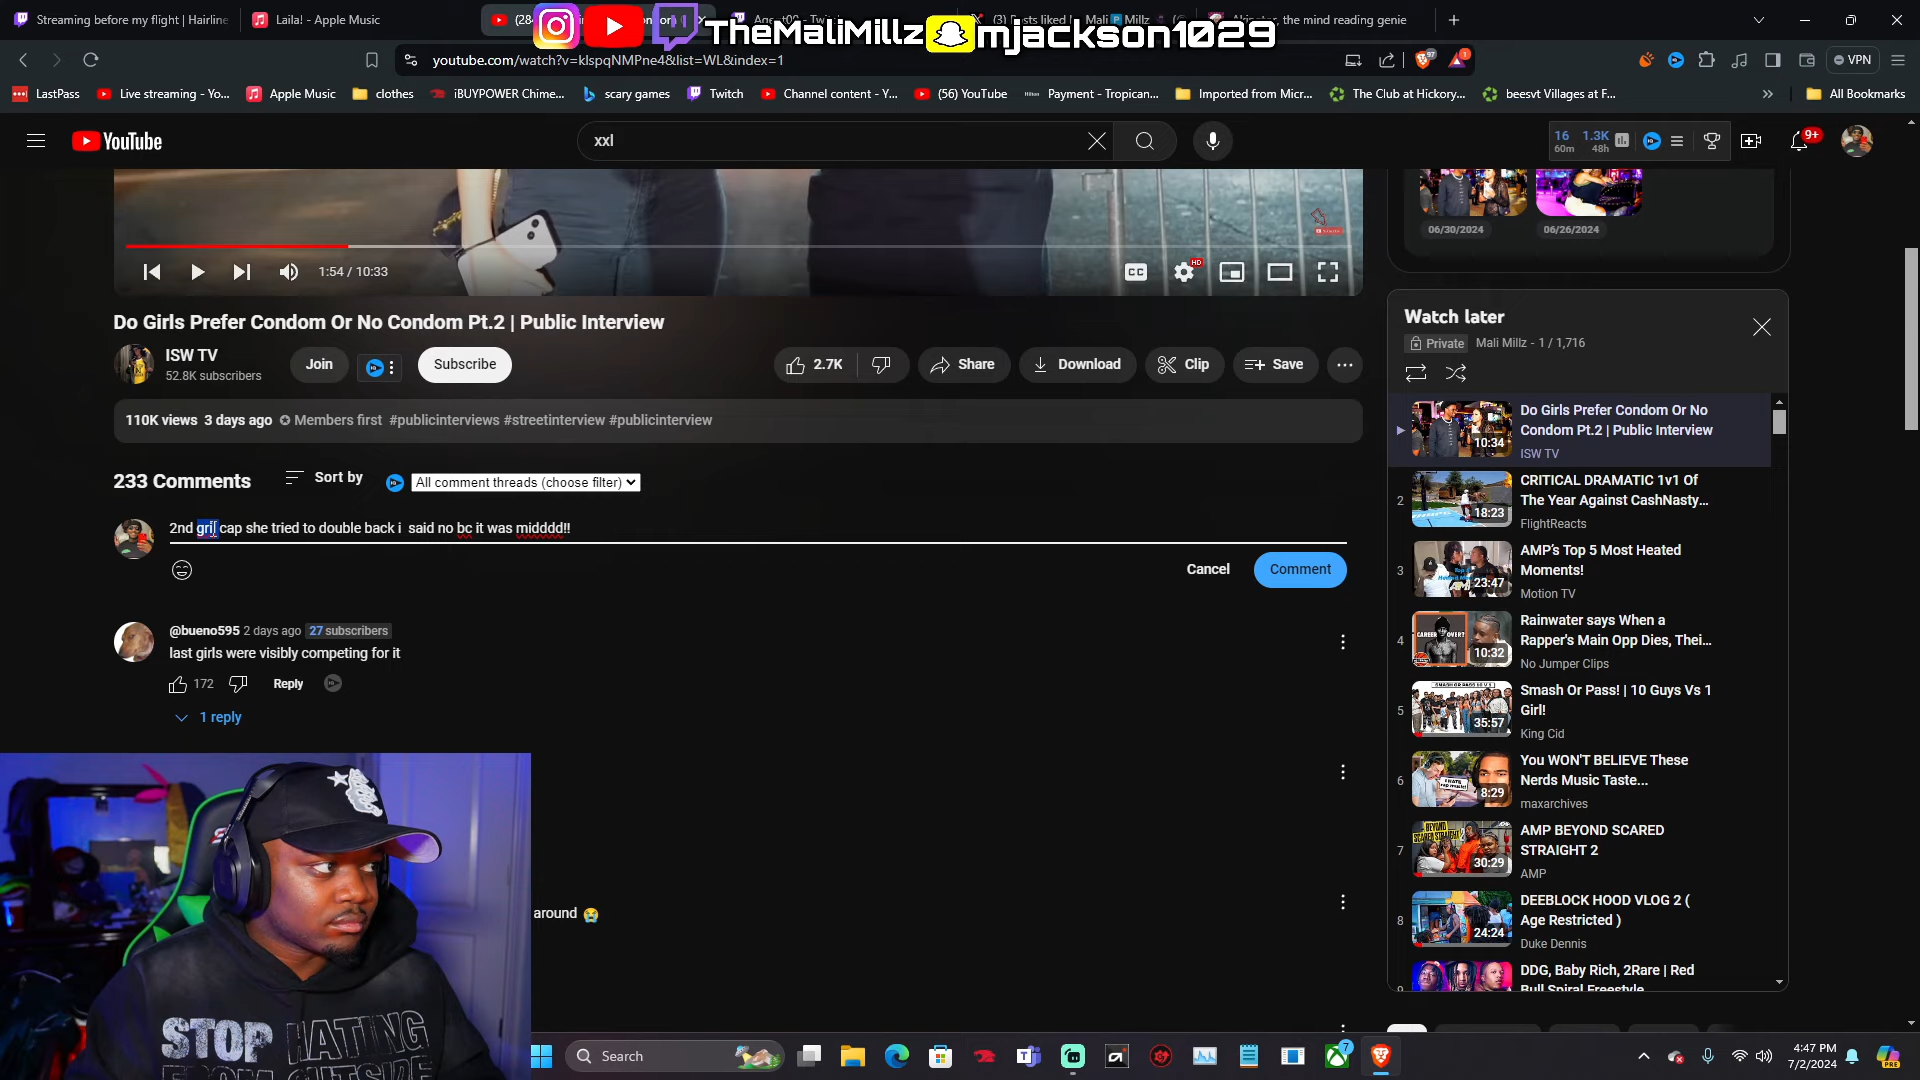 Streaming before my flight | Hairline
Laila! - Apple Music
TheMaliMillz
mjackson1029
Akinator, the mind reading genie
youtube.com/watch?v=klspqNMPne4&list=WL&index=1
97
1
VPN
LastPass
Live streaming - Yo...
Apple Music
clothes
iBUYPOWER Chime...
scary games
Twitch
Channel content - Y...
(56) YouTube
Payment - Tropican...
Imported from Micr...
The Club at Hickory...
beesvt Villages at F...
All Bookmarks
YouTube
xxl
16
60m
1.3K
48h
9+
06/30/2024
06/26/2024
1:54 / 10:33
CC
HD
Do Girls Prefer Condom Or No Condom Pt.2 | Public Interview
ISW TV
52.8K subscribers
Join
Subscribe
2.7K
Share
Download
Clip
Save
110K views 3 days ago Members first #publicinterviews #streetinterview #publicinterview
233 Comments
Sort by
All comment threads (choose filter)
2nd gril cap she tried to double back i said no bc it was midddd!!
Cancel
Comment
@bueno595 2 days ago 27 subscribers
last girls were visibly competing for it
172
Reply
1 reply
around 😭
STOP HATING
FROM OUTSIDE
Watch later
Private
Mali Millz - 1 / 1,716
Do Girls Prefer Condom Or No
Condom Pt.2 | Public Interview
ISW TV
10:34
2
CRITICAL DRAMATIC 1v1 Of
The Year Against CashNasty...
FlightReacts
18:23
3
AMP's Top 5 Most Heated
Moments!
Motion TV
23:47
4
Rainwater says When a
Rapper's Main Opp Dies, Thei...
No Jumper Clips
10:32
5
Smash Or Pass! | 10 Guys Vs 1
Girl!
King Cid
35:57
6
You WON'T BELIEVE These
Nerds Music Taste...
maxarchives
8:29
7
AMP BEYOND SCARED
STRAIGHT 2
AMP
30:29
8
DEEBLOCK HOOD VLOG 2 (
Age Restricted )
Duke Dennis
24:24
9
DDG, Baby Rich, 2Rare | Red
Bull Spiral Freestyle
Search
7
4:47 PM
7/2/2024